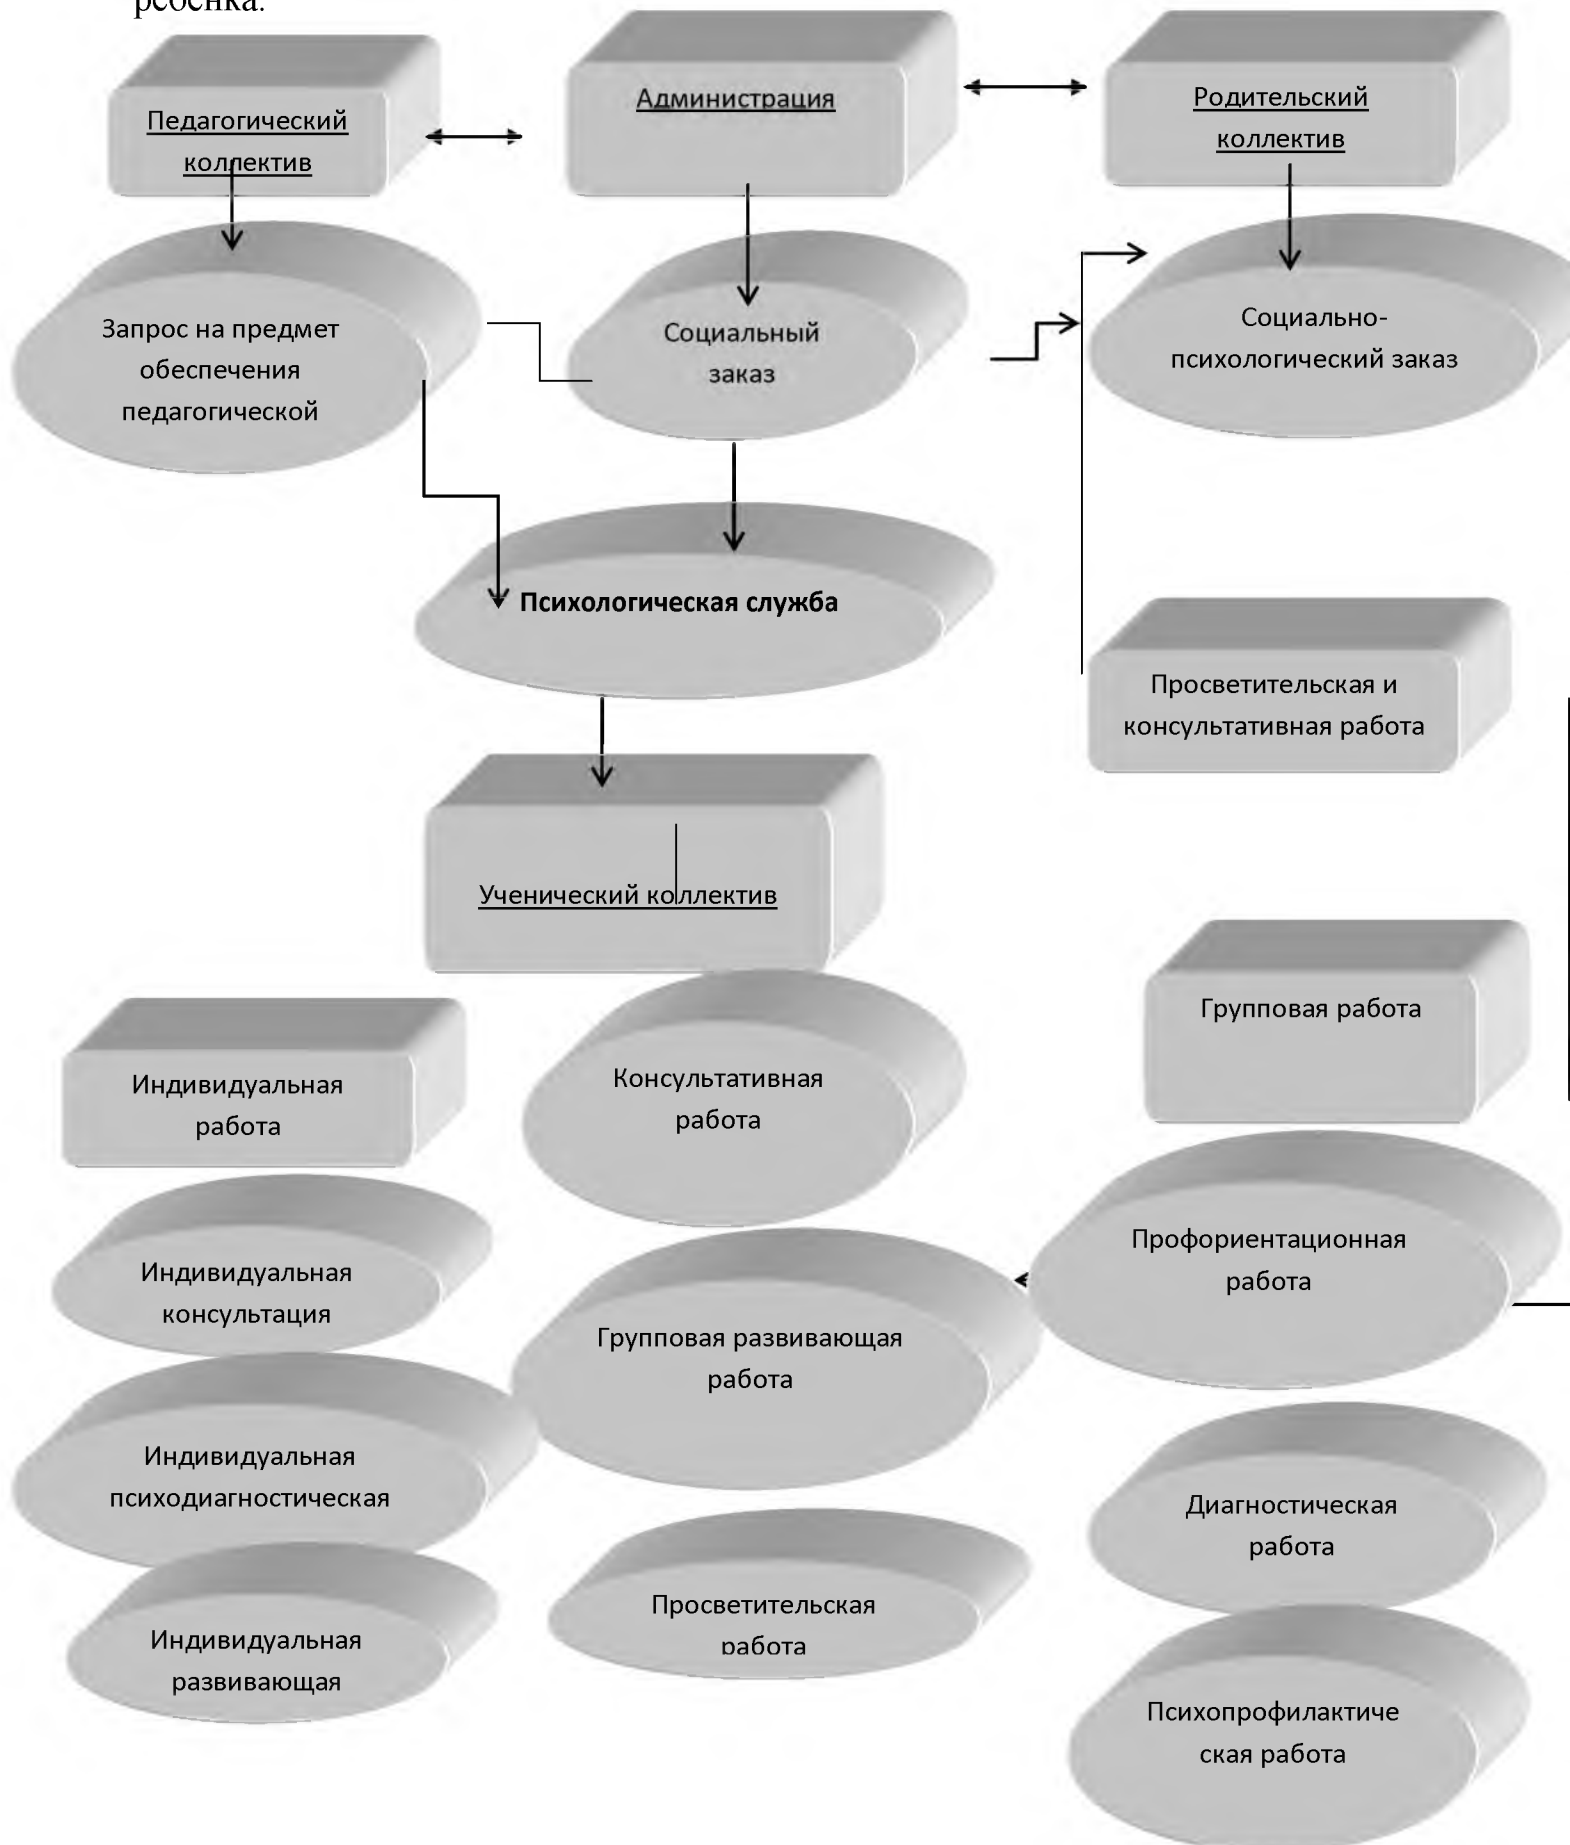 ребенка.
Педагогический
коллектив
Администрация
Родительский
коллектив
Запрос на предмет
обеспечения
педагогической
Социальный
заказ
Социально-
психологический заказ
Психологическая служба
Просветительская и
консультативная работа
Ученический коллектив
Индивидуальная
работа
Консультативная
работа
Групповая работа
Индивидуальная
консультация
Групповая развивающая
работа
Профориентационная
работа
Индивидуальная
психодиагностическая
Просветительская
работа
Диагностическая
работа
Индивидуальная
развивающая
Психопрофилактиче
ская работа